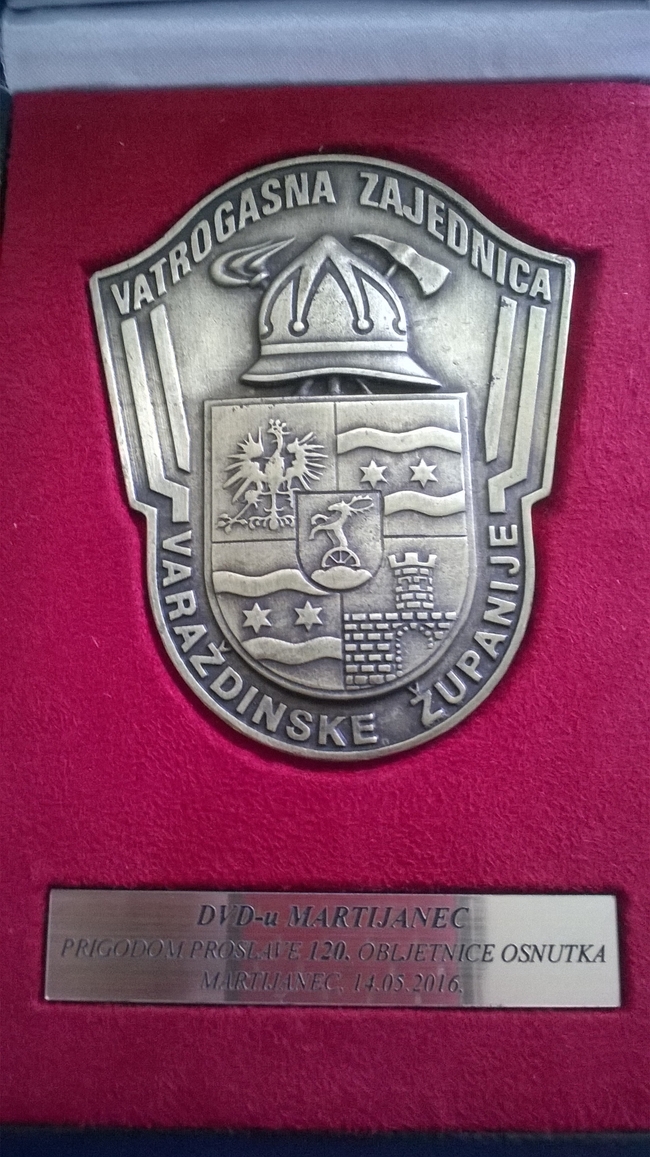 VATROGASNA ZAJEDNICA
VARAŽDINSKE ŽUPANIJE
DVD-u MARTIJANEC
PRIGODOM PROSLAVE 120. OBLJETNICE OSNUTKA
MARTIJANEC, 14.05.2016.